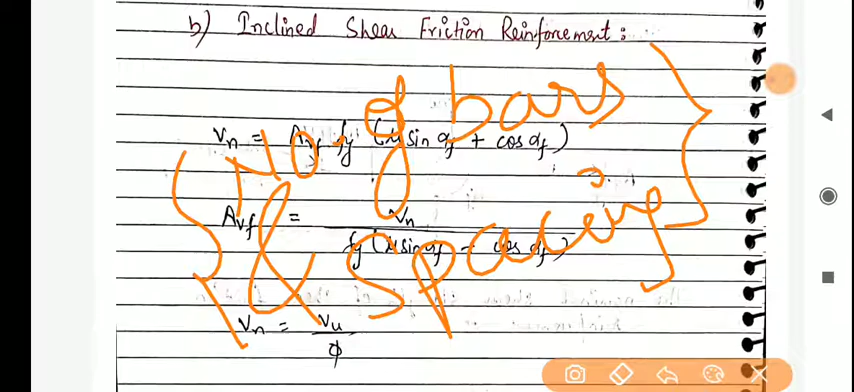 b) Inclined Shear Friction Reinforcement :
No of bars
Vn = Avf fy (μ sin αf + cos αf)
Avf = Vn / fy (μ sin αf + cos αf)
& Spacing
Vn = Vu / φ